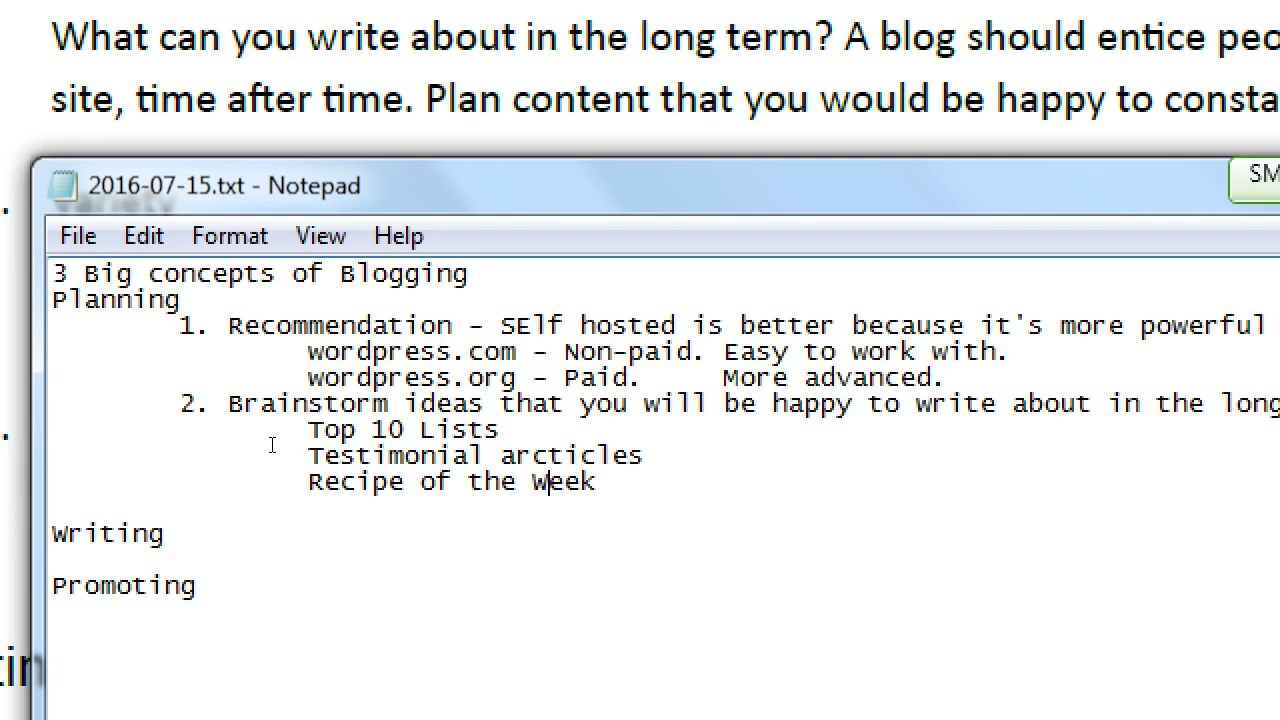 What can you write about in the long term? A blog should entice
site, time after time. Plan content that you would be happy to
2016-07-15.txt - Notepad
SM
Variety
File Edit Format View Help
3 Big concepts of Blogging
Planning
1. Recommendation - SElf hosted is better because it's more powerful
wordpress.com - Non-paid. Easy to work with.
wordpress.org - Paid. More advanced.
2. Brainstorm ideas that you will be happy to write about in the long
Top 10 Lists
Testimonial arcticles
Recipe of the Week
Writing
Promoting